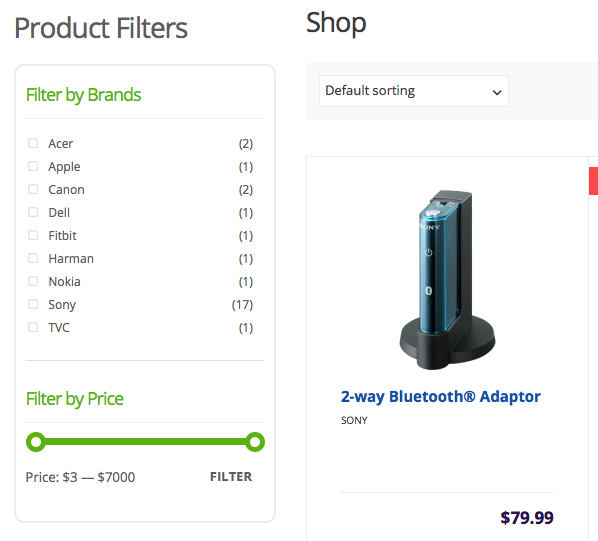 Product Filters
Filter by Brands
Acer (2)
Apple (1)
Canon (2)
Dell (1)
Fitbit (1)
Harman (1)
Nokia (1)
Sony (17)
TVC (1)
Filter by Price
Price: $3 — $7000 FILTER
Shop
Default sorting
SONY
2-way Bluetooth® Adaptor
SONY
$79.99